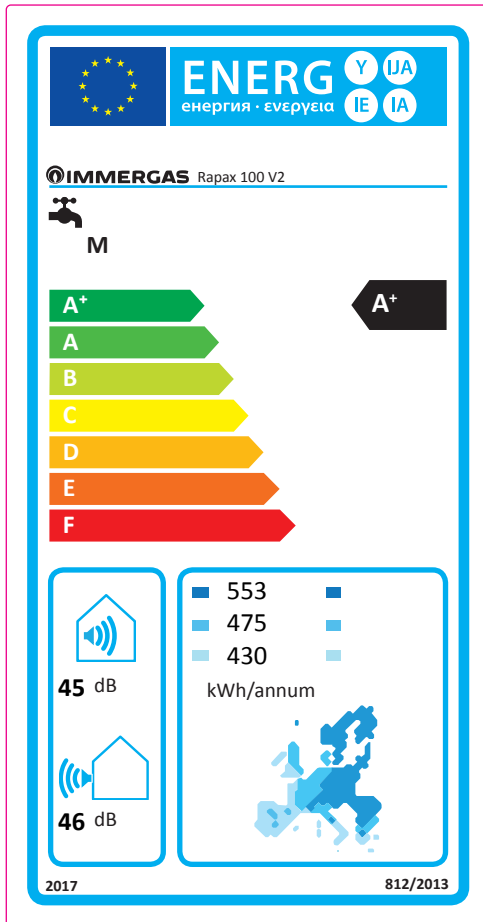 ENERG Y IJA
енергия · ενεργεια IE IA
IMMERGAS Rapax 100 V2
M
A+ A+
A
B
C
D
E
F
553
475
430
kWh/annum
45 dB
46 dB
2017 812/2013